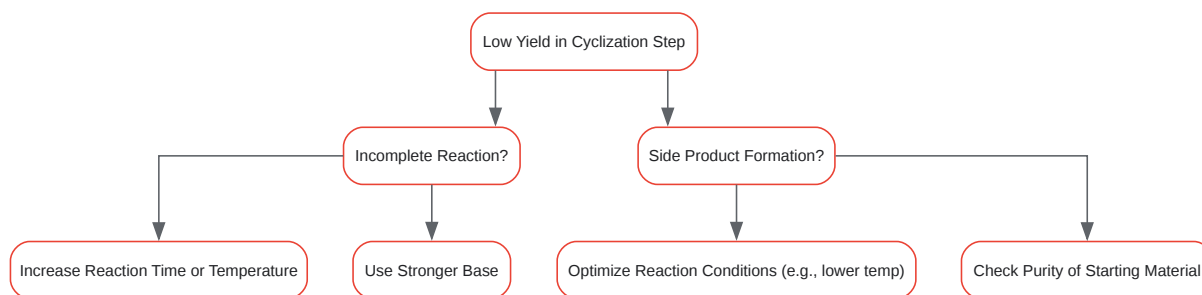 Low Yield in Cyclization Step
Incomplete Reaction?
Side Product Formation?
Increase Reaction Time or Temperature
Use Stronger Base
Optimize Reaction Conditions (e.g., lower temp)
Check Purity of Starting Material